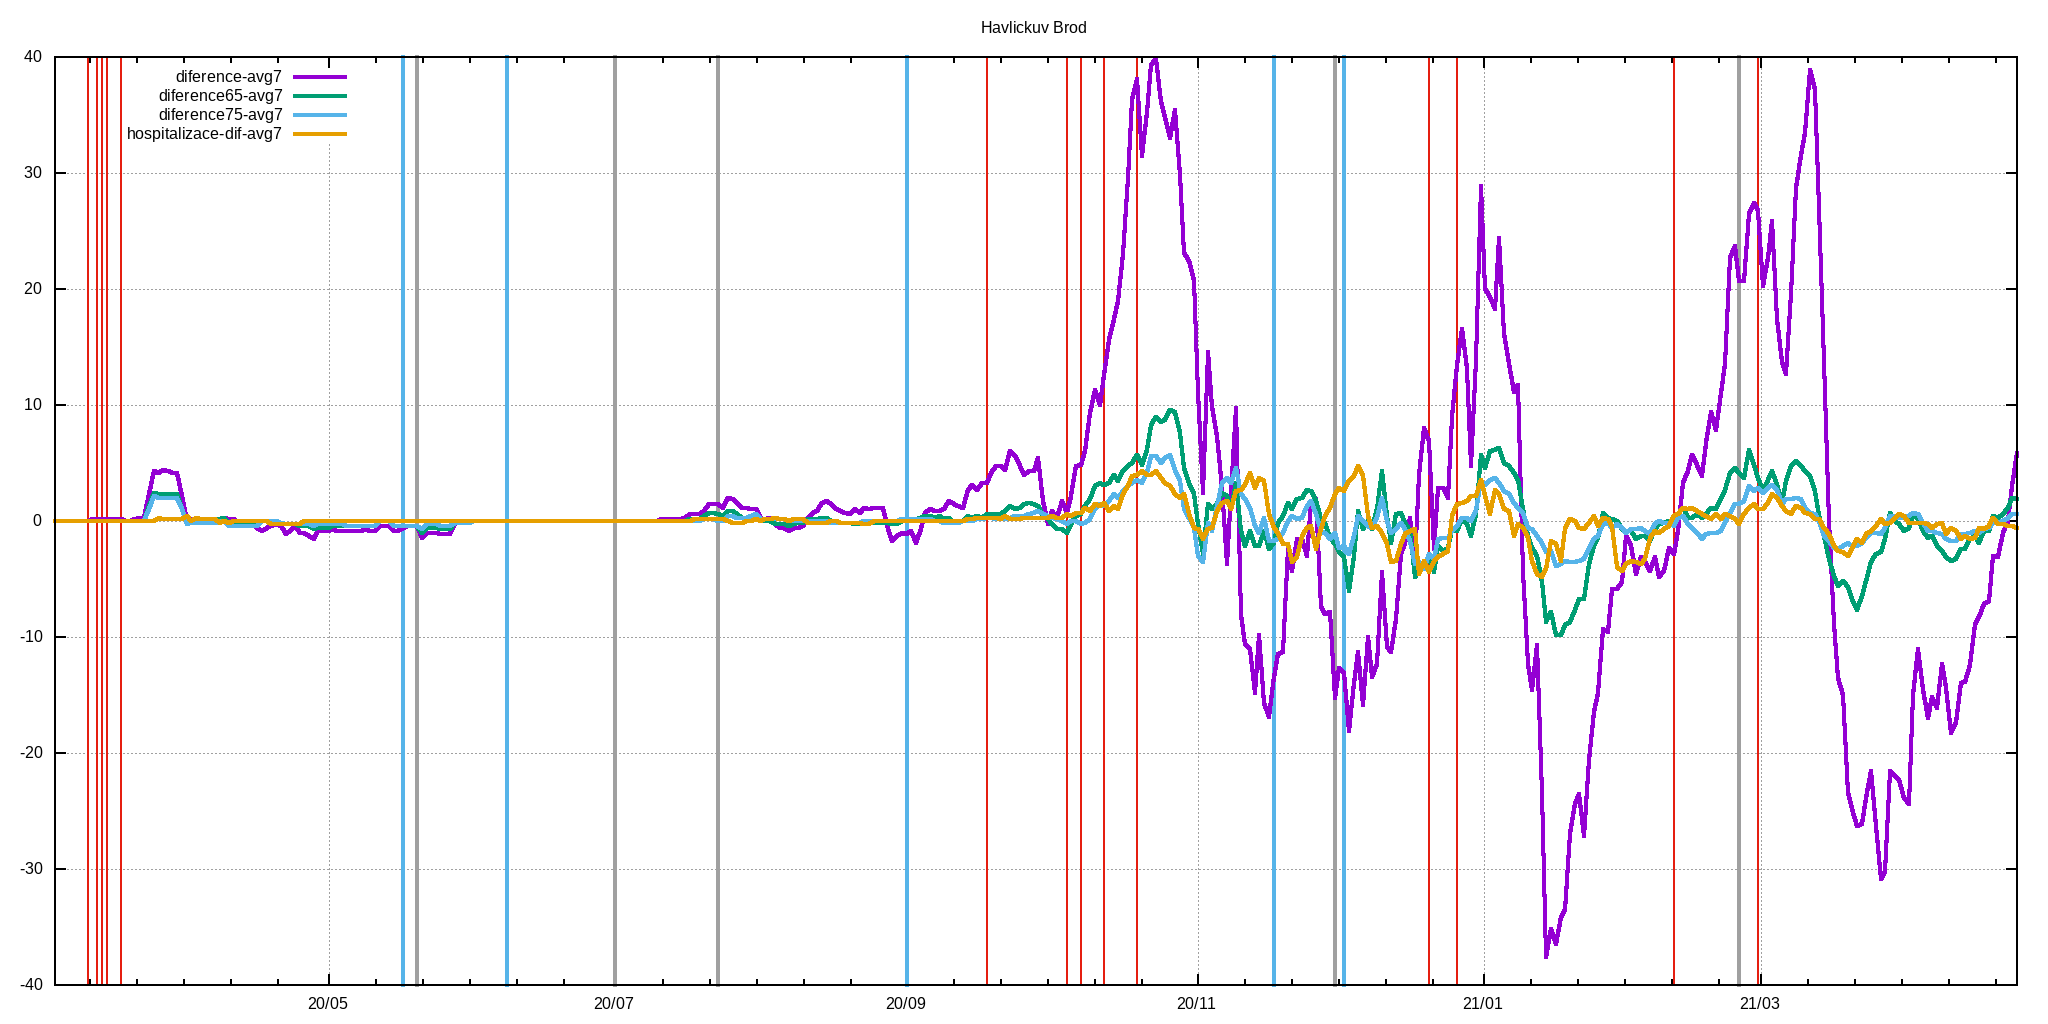 Havlickuv Brod
diference-avg7
diference65-avg7
diference75-avg7
hospitalizace-dif-avg7
40
30
20
10
0
-10
-20
-30
-40
20/05 20/07 20/09 20/11 21/01 21/03